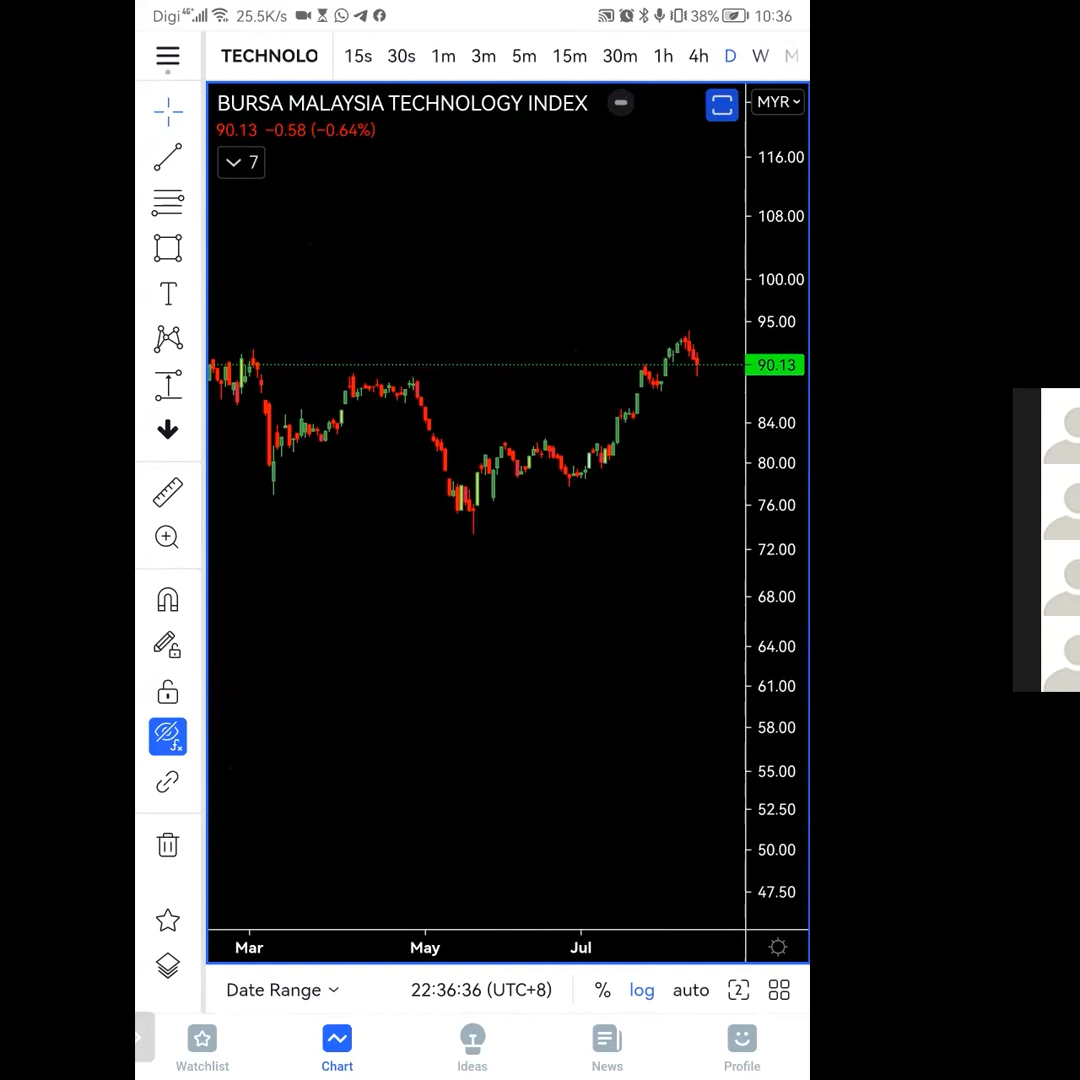 Digi 4G 25.5K/s 38% 10:36
TECHNOLO 15s 30s 1m 3m 5m 15m 30m 1h 4h D W M
BURSA MALAYSIA TECHNOLOGY INDEX
MYR
90.13 −0.58 (−0.64%)
7
116.00
108.00
100.00
95.00
90.13
84.00
80.00
76.00
72.00
68.00
64.00
61.00
58.00
55.00
52.50
50.00
47.50
Mar May Jul
Date Range 22:36:36 (UTC+8) % log auto 2
Watchlist Chart Ideas News Profile